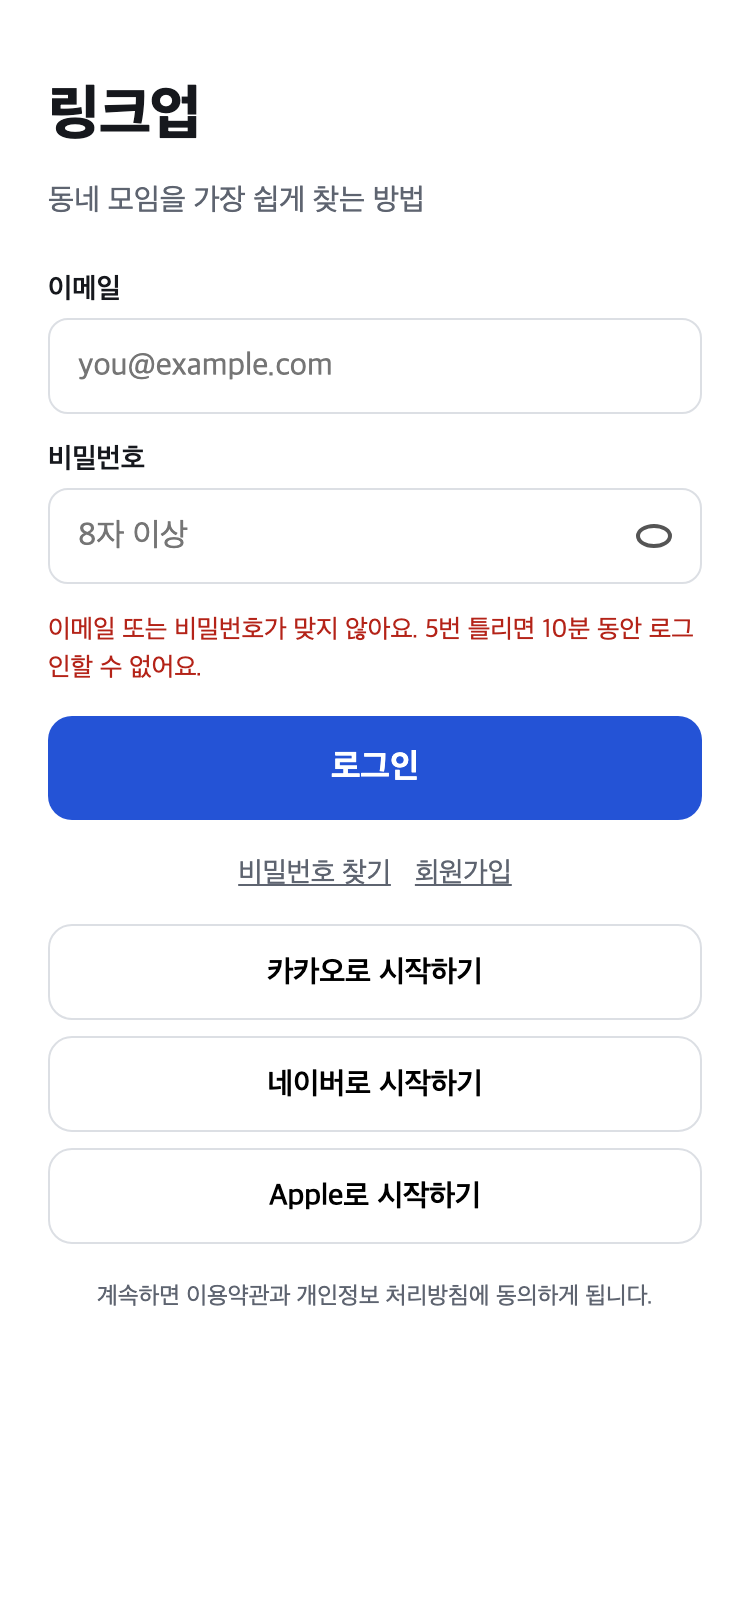 링크업
동네 모임을 가장 쉽게 찾는 방법
이메일
you@example.com
비밀번호
8자 이상
이메일 또는 비밀번호가 맞지 않아요. 5번 틀리면 10분 동안 로그
인할 수 없어요.
로그인
비밀번호 찾기 회원가입
카카오로 시작하기
네이버로 시작하기
Apple로 시작하기
계속하면 이용약관과 개인정보 처리방침에 동의하게 됩니다.